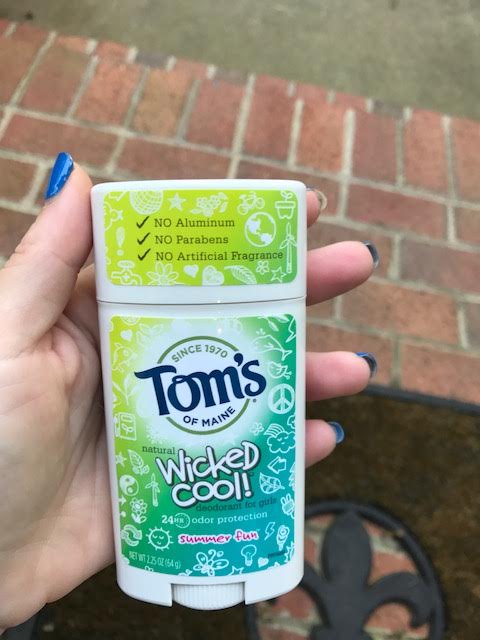 NO Aluminum
NO Parabens
NO Artificial Fragrance
SINCE 1970
TOM'S
OF MAINE
natural
Wicked
cool!
deodorant for girls
24HR odor protection
summer fun
NET WT 2.25 OZ (64 g)